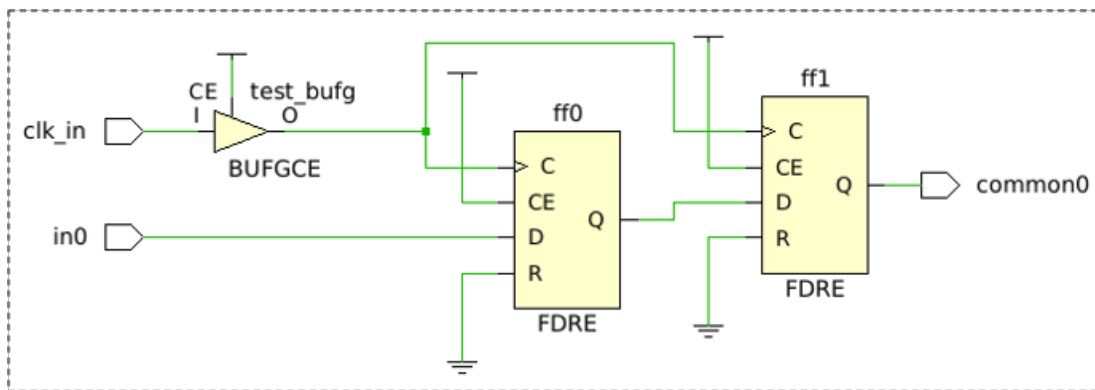 CE
test_bufg
I
O
clk_in
BUFGCE
in0
ff0
C
CE
D
R
Q
FDRE
ff1
C
CE
D
R
Q
FDRE
common0